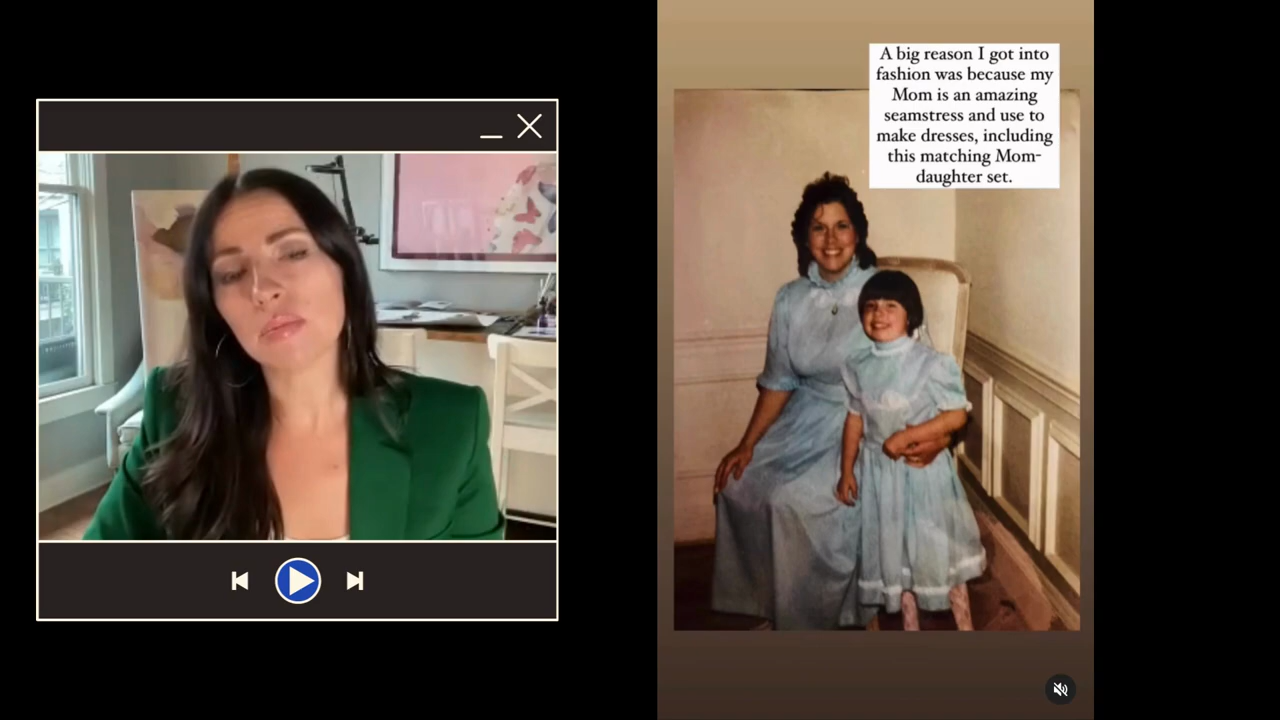 A big reason I got into
fashion was because my
Mom is an amazing
seamstress and use to
make dresses, including
this matching Mom-
daughter set.